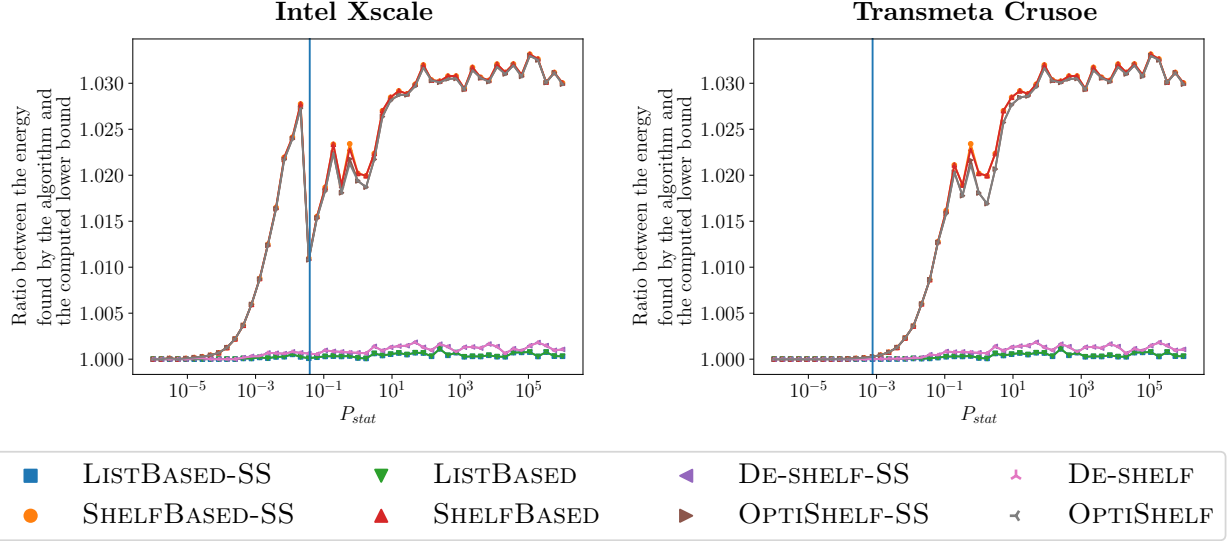 Intel Xscale
Ratio between the energy
found by the algorithm and
the computed lower bound
1.030
1.025
1.020
1.015
1.010
1.005
1.000
10^−5
10^−3
10^−1
10^1
10^3
10^5
P_stat
Transmeta Crusoe
Ratio between the energy
found by the algorithm and
the computed lower bound
1.030
1.025
1.020
1.015
1.010
1.005
1.000
10^−5
10^−3
10^−1
10^1
10^3
10^5
P_stat
ListBased-SS
ListBased
De-shelf-SS
De-shelf
ShelfBased-SS
ShelfBased
OptiShelf-SS
OptiShelf